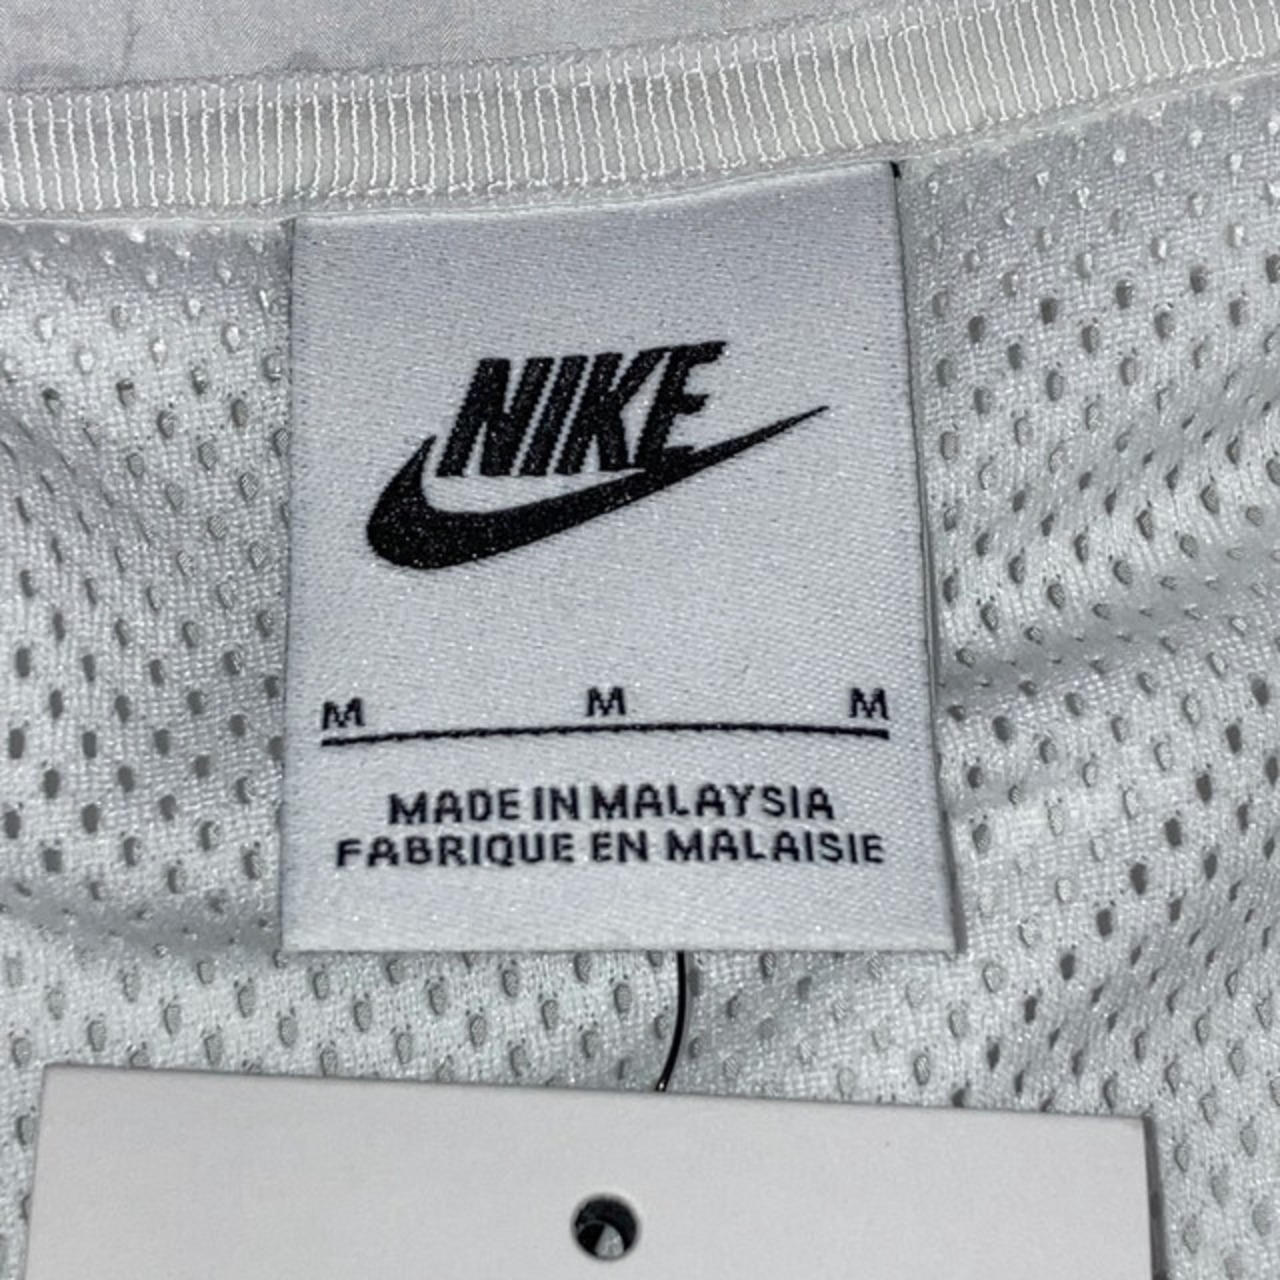 NIKE
M M M
MADE IN MALAYSIA
FABRIQUE EN MALAISIE